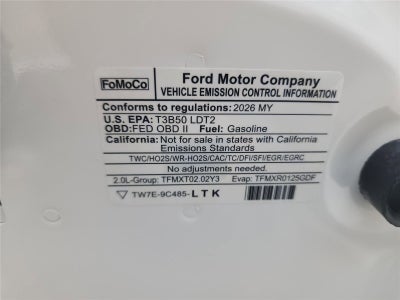 FoMoCo
Ford Motor Company
VEHICLE EMISSION CONTROL INFORMATION
Conforms to regulations: 2026 MY
U.S. EPA: T3B50 LDT2
OBD: FED OBD II Fuel: Gasoline
California: Not for sale in states with California
Emissions Standards
TWC/HO2S/WR-HO2S/CAC/TC/DFI/SFI/EGR/EGRC
No adjustments needed.
2.0L-Group: TFMXT02.02Y3 Evap: TFMXR0125GDF
TW7E-9C485-LTK